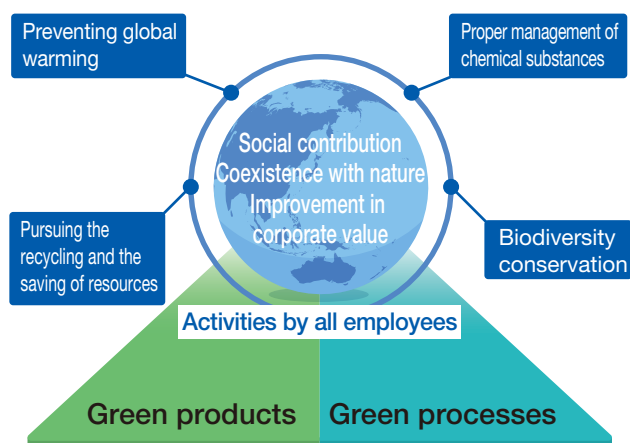 Preventing global
warming
Proper management of
chemical substances
Social contribution
Coexistence with nature
Improvement in
corporate value
Pursuing the
recycling and the
saving of resources
Biodiversity
conservation
Activities by all employees
Green products
Green processes